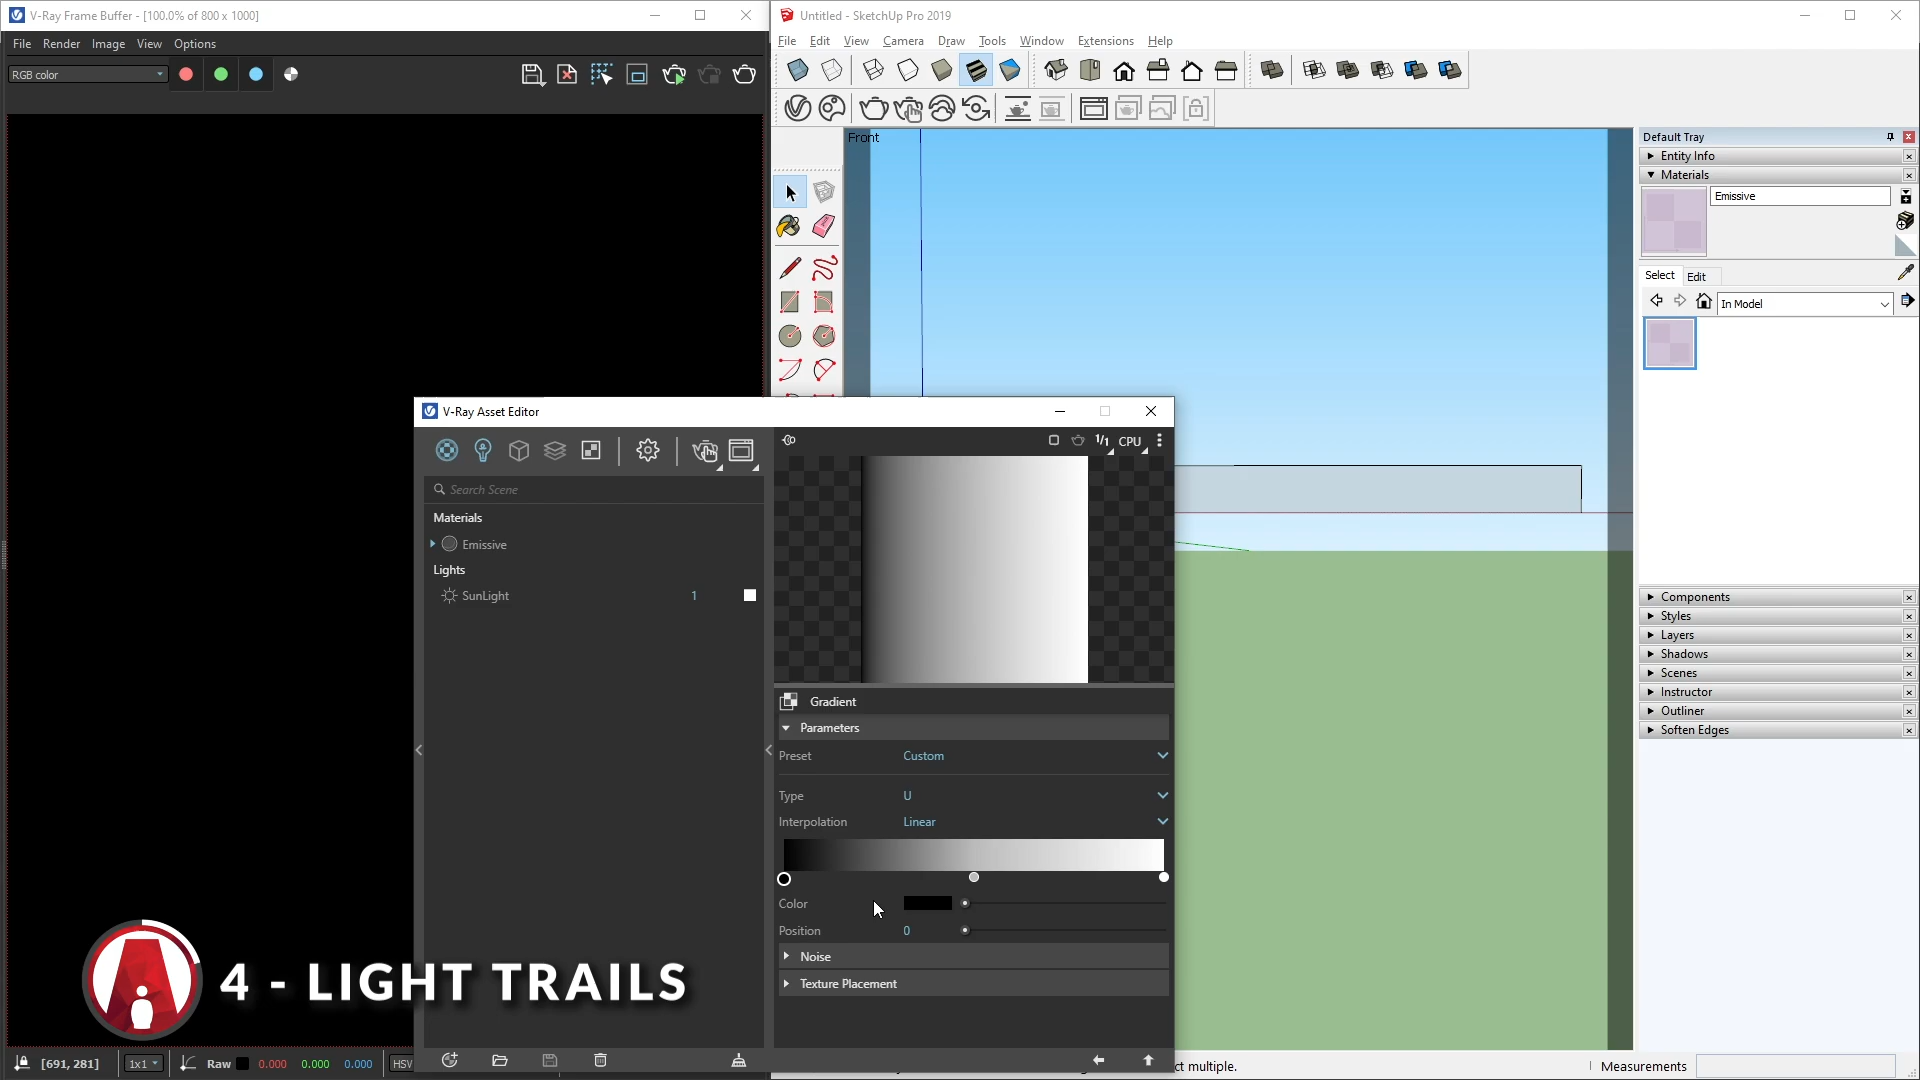 V-Ray Frame Buffer - [100.0% of 800 x 1000]
File Render Image View Options
RGB color
Untitled - SketchUp Pro 2019
File Edit View Camera Draw Tools Window Extensions Help
Front
Default Tray
Entity Info
Materials
Emissive
Select Edit
In Model
Components
Styles
Layers
Shadows
Scenes
Instructor
Outliner
Soften Edges
V-Ray Asset Editor
1/1 CPU
Search Scene
Materials
Emissive
Lights
SunLight 1
Gradient
Parameters
Preset Custom
Type U
Interpolation Linear
Color
Position 0
Noise
Texture Placement
4 - LIGHT TRAILS
[691, 281] 1x1 Raw 0.000 0.000 0.000 HSV
ct multiple.
Measurements